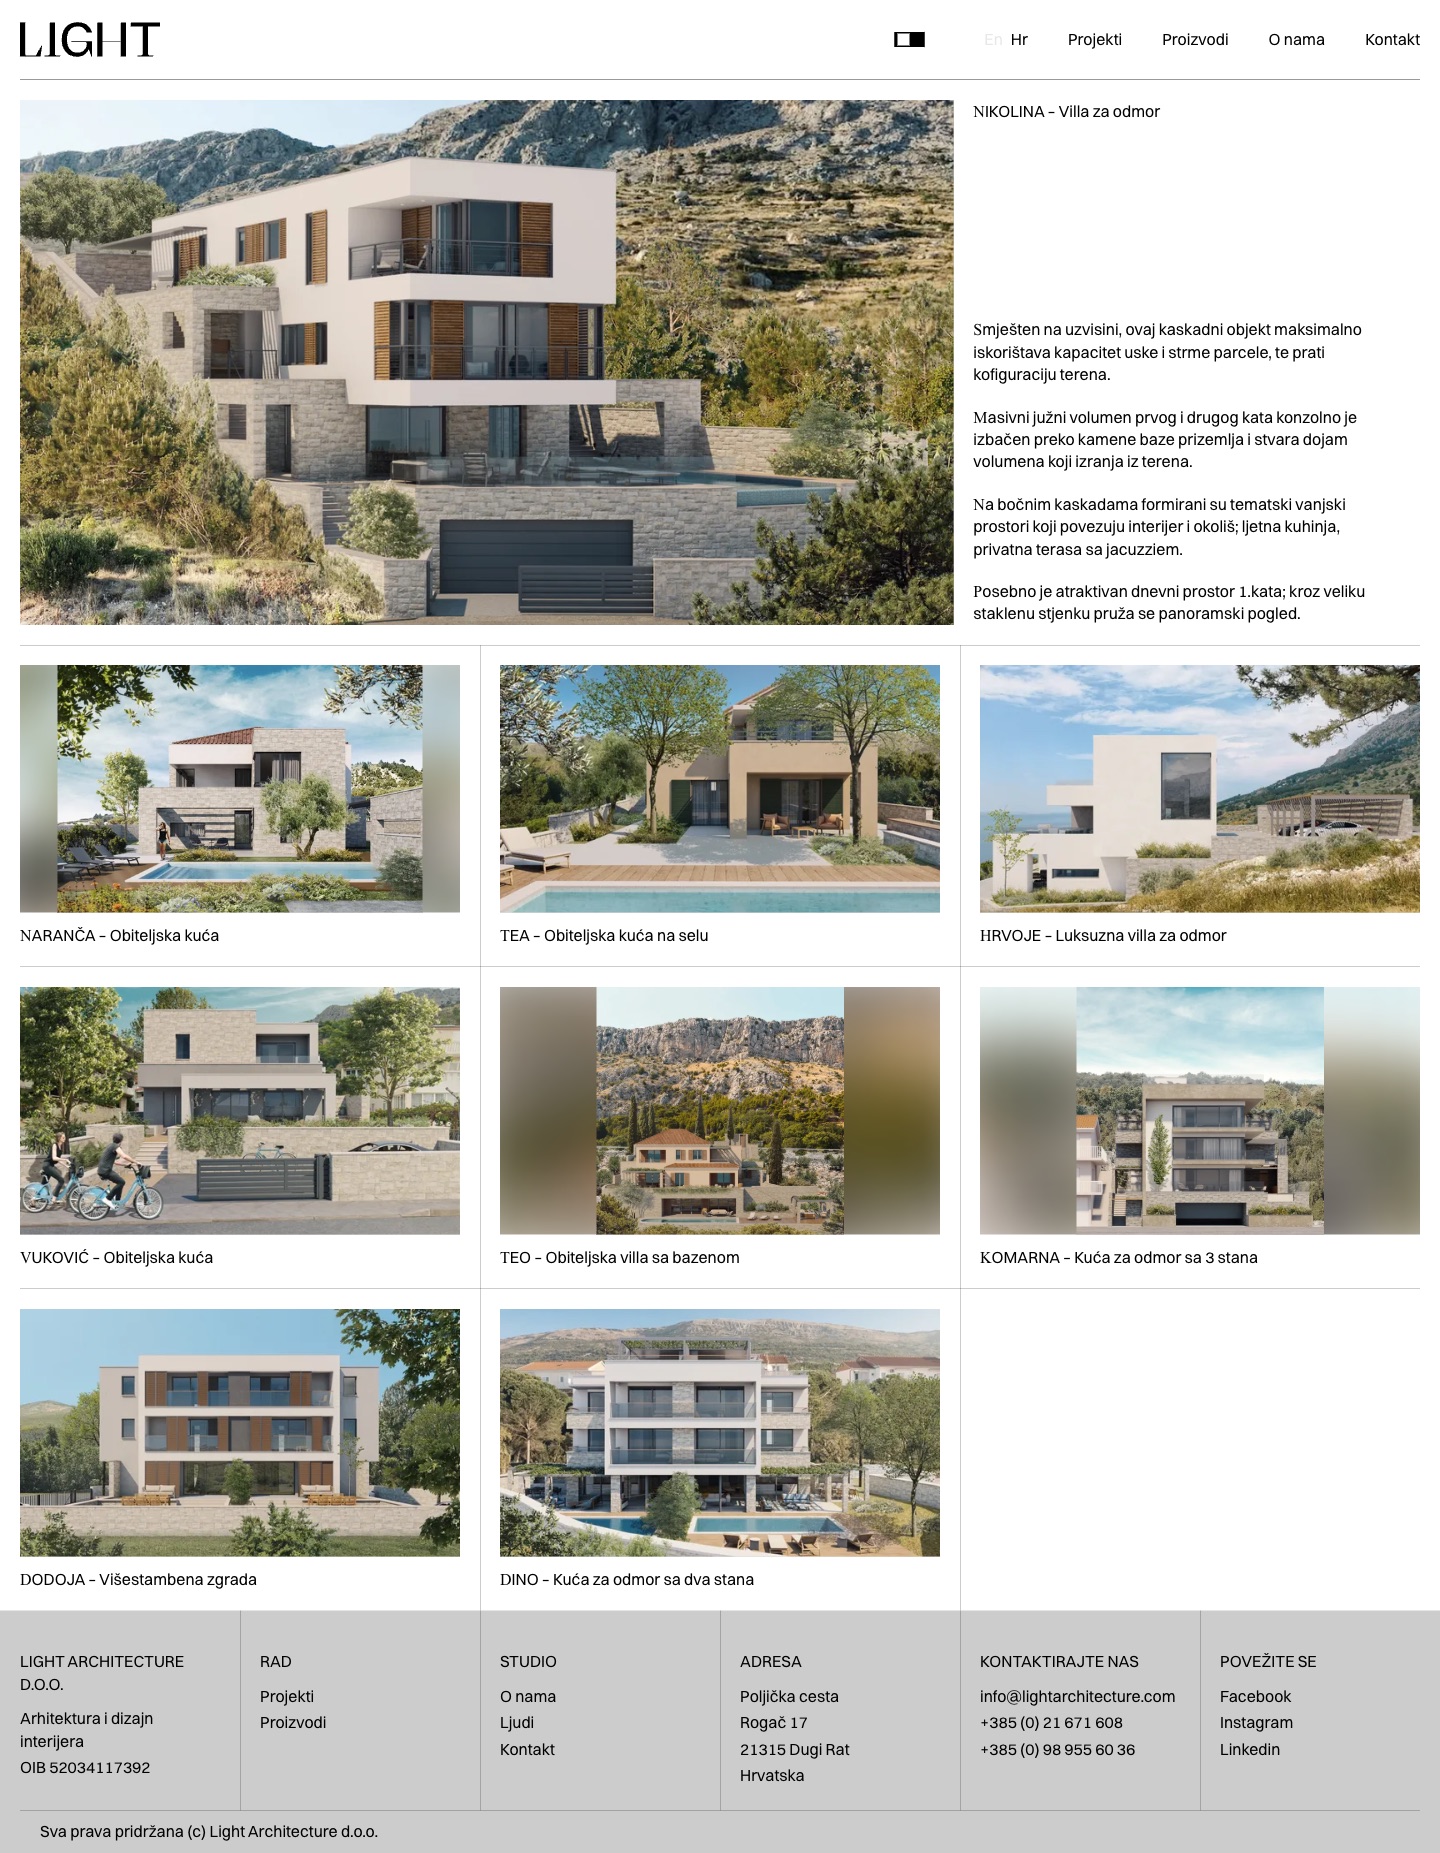 LIGHT
En Hr Projekti Proizvodi O nama Kontakt
NIKOLINA – Villa za odmor
Smješten na uzvisini, ovaj kaskadni objekt maksimalno
iskorištava kapacitet uske i strme parcele, te prati
kofiguraciju terena.
Masivni južni volumen prvog i drugog kata konzolno je
izbačen preko kamene baze prizemlja i stvara dojam
volumena koji izranja iz terena.
Na bočnim kaskadama formirani su tematski vanjski
prostori koji povezuju interijer i okoliš; ljetna kuhinja,
privatna terasa sa jacuzziem.
Posebno je atraktivan dnevni prostor 1.kata; kroz veliku
staklenu stjenku pruža se panoramski pogled.
NARANČA – Obiteljska kuća
TEA – Obiteljska kuća na selu
HRVOJE – Luksuzna villa za odmor
VUKOVIĆ – Obiteljska kuća
TEO – Obiteljska villa sa bazenom
KOMARNA – Kuća za odmor sa 3 stana
DODOJA – Višestambena zgrada
DINO – Kuća za odmor sa dva stana
LIGHT ARCHITECTURE
D.O.O.
Arhitektura i dizajn
interijera
OIB 52034117392
RAD
Projekti
Proizvodi
STUDIO
O nama
Ljudi
Kontakt
ADRESA
Poljička cesta
Rogač 17
21315 Dugi Rat
Hrvatska
KONTAKTIRAJTE NAS
info@lightarchitecture.com
+385 (0) 21 671 608
+385 (0) 98 955 60 36
POVEŽITE SE
Facebook
Instagram
Linkedin
Sva prava pridržana (c) Light Architecture d.o.o.